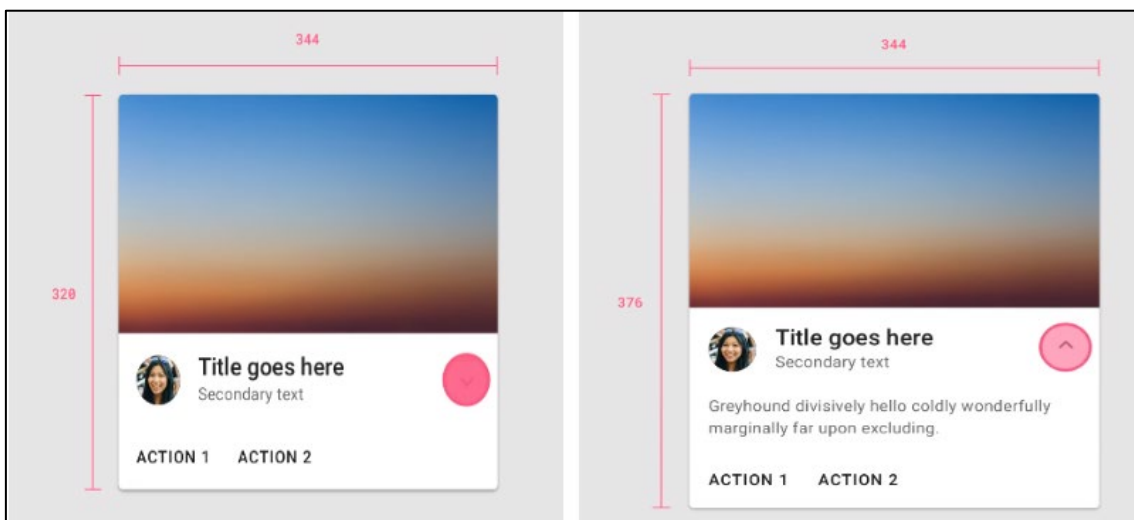 344
320
Title goes here
Secondary text
ACTION 1 ACTION 2
344
376
Title goes here
Secondary text
Greyhound divisively hello coldly wonderfully
marginally far upon excluding.
ACTION 1 ACTION 2